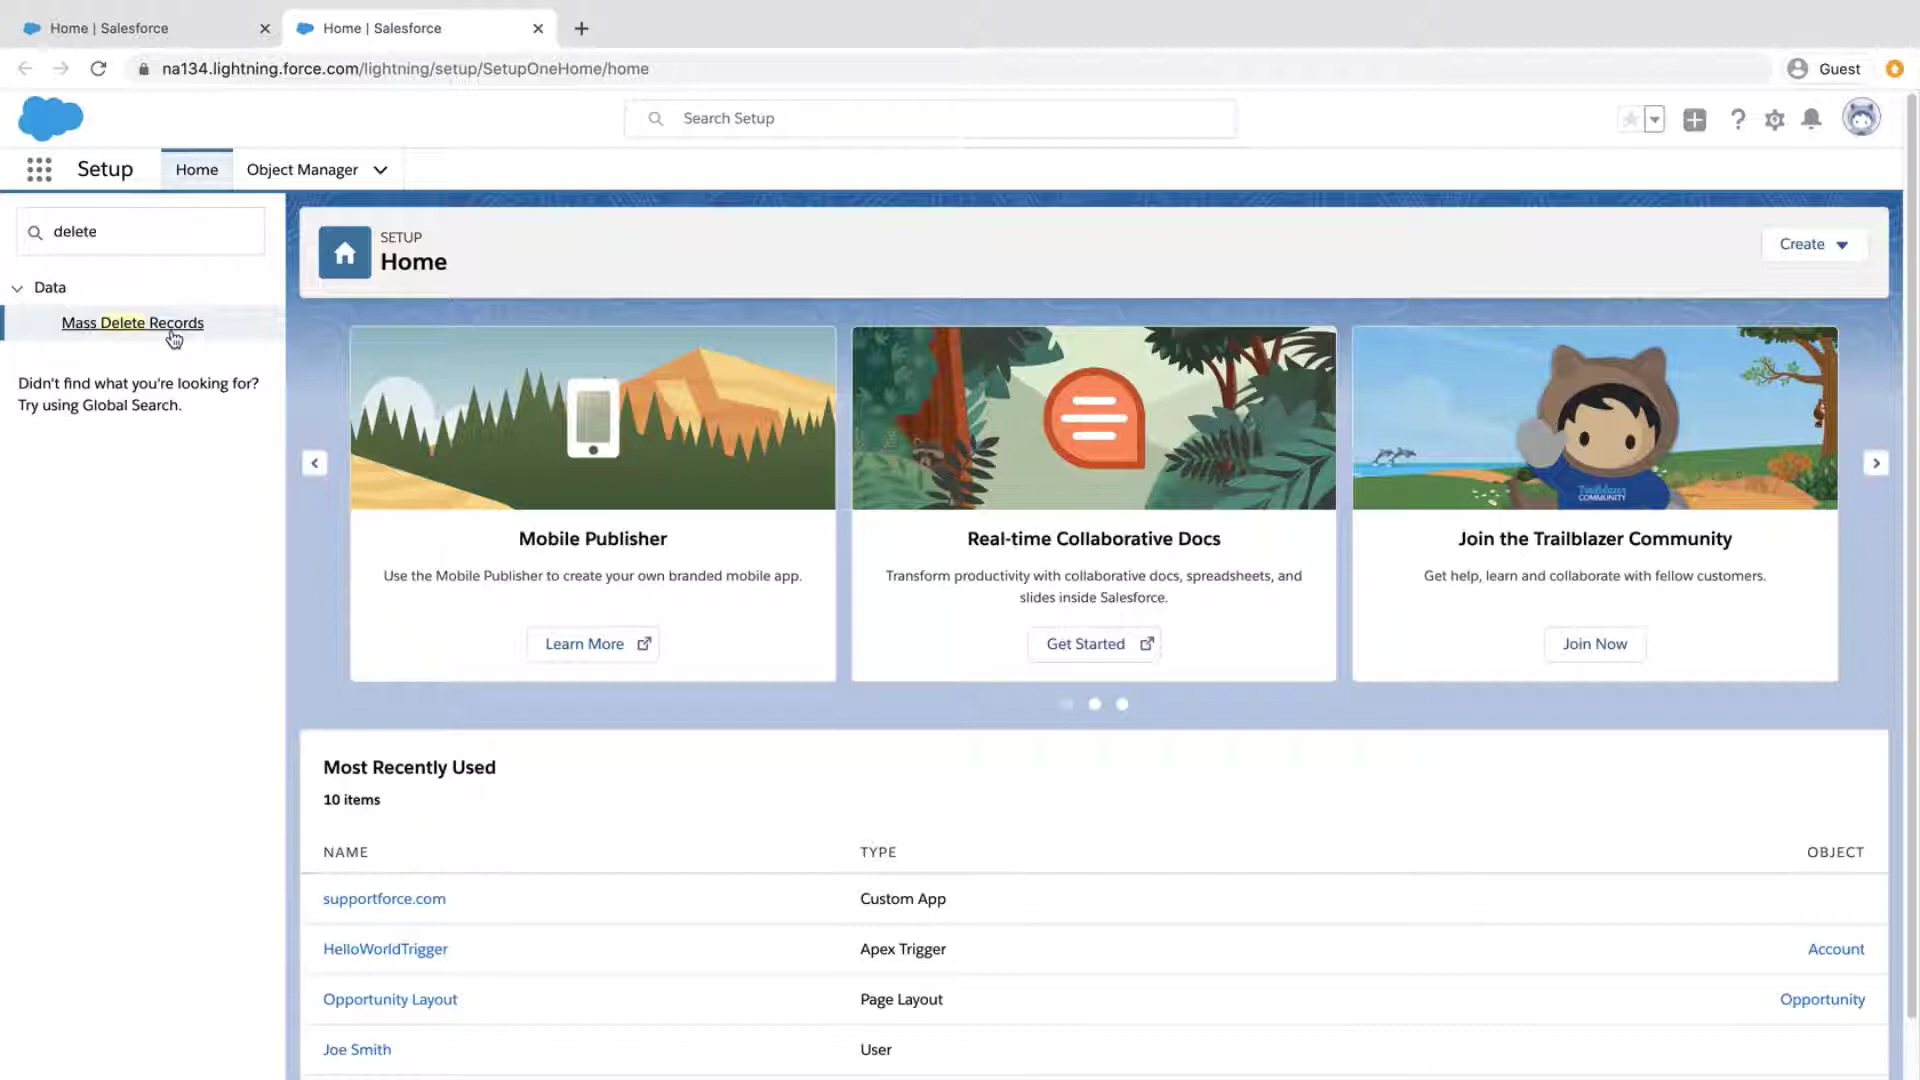 Home | Salesforce
Home | Salesforce
na134.lightning.force.com/lightning/setup/SetupOneHome/home
Guest
Search Setup
Setup
Home
Object Manager
delete
Data
Mass Delete Records
Didn't find what you're looking for?
Try using Global Search.
SETUP
Home
Create
Trailblazer
COMMUNITY
Mobile Publisher
Use the Mobile Publisher to create your own branded mobile app.
Learn More
Real-time Collaborative Docs
Transform productivity with collaborative docs, spreadsheets, and
slides inside Salesforce.
Get Started
Join the Trailblazer Community
Get help, learn and collaborate with fellow customers.
Join Now
Most Recently Used
10 items
NAME TYPE OBJECT
supportforce.com Custom App
HelloWorldTrigger Apex Trigger Account
Opportunity Layout Page Layout Opportunity
Joe Smith User